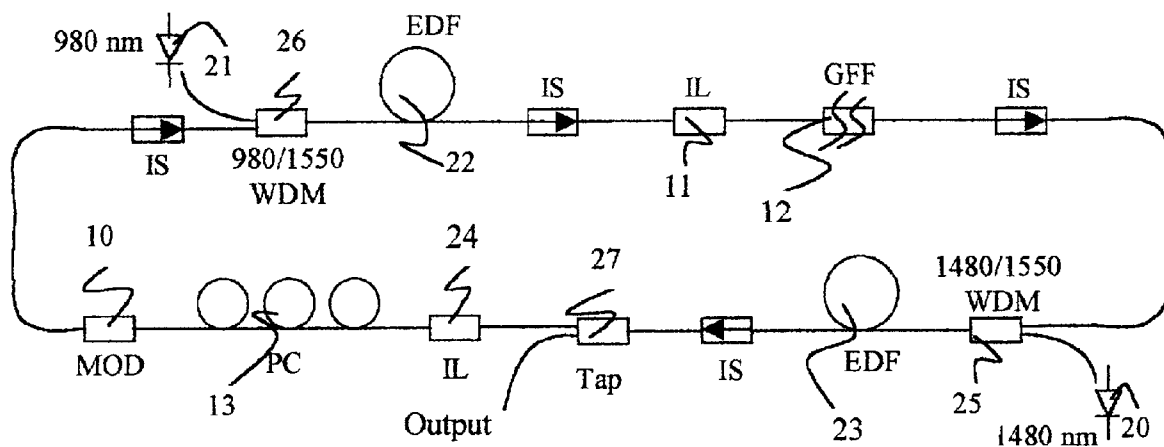 EDF
980 nm
26
21
IS
IL
GFF
IS
IS
980/1550
WDM
22
11
12
10
24
27
1480/1550
WDM
MOD
PC
IL
Tap
IS
EDF
13
Output
23
25
1480 nm
20